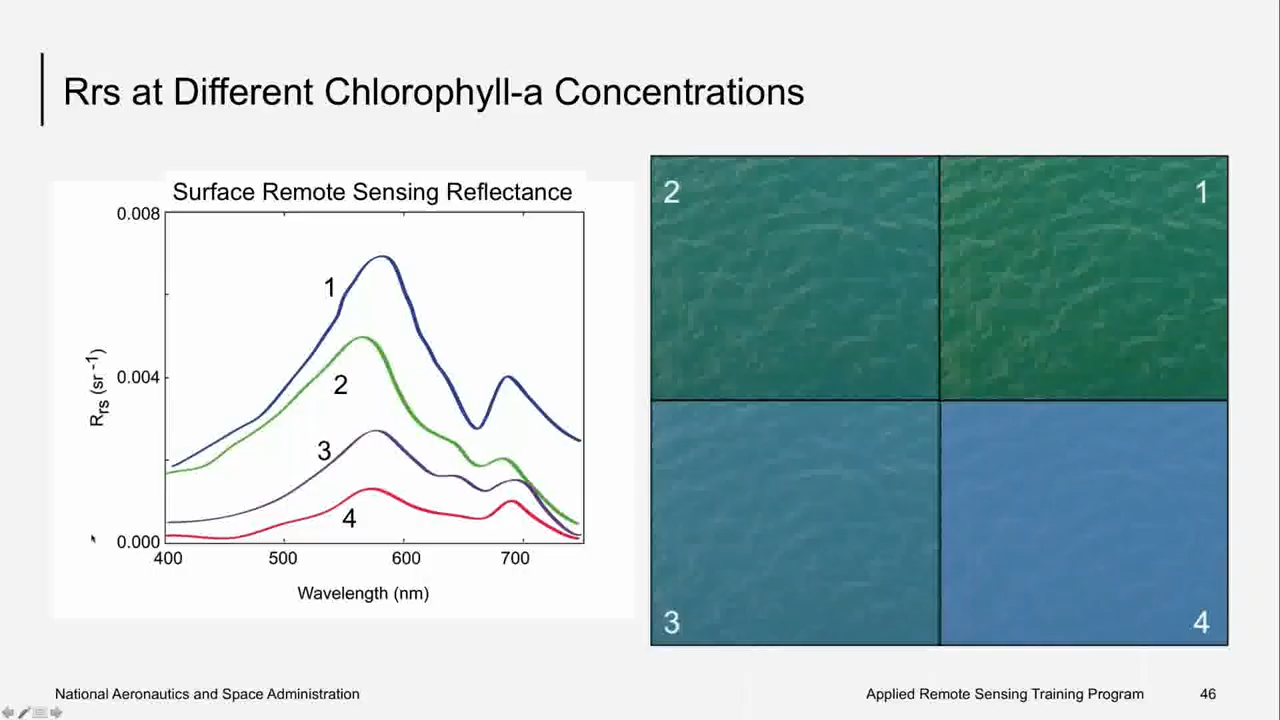 Rrs at Different Chlorophyll-a Concentrations
Surface Remote Sensing Reflectance
0.008
0.004
0.000
Rrs (sr-1)
1
2
3
4
400 500 600 700
Wavelength (nm)
2 1
3 4
National Aeronautics and Space Administration
Applied Remote Sensing Training Program 46